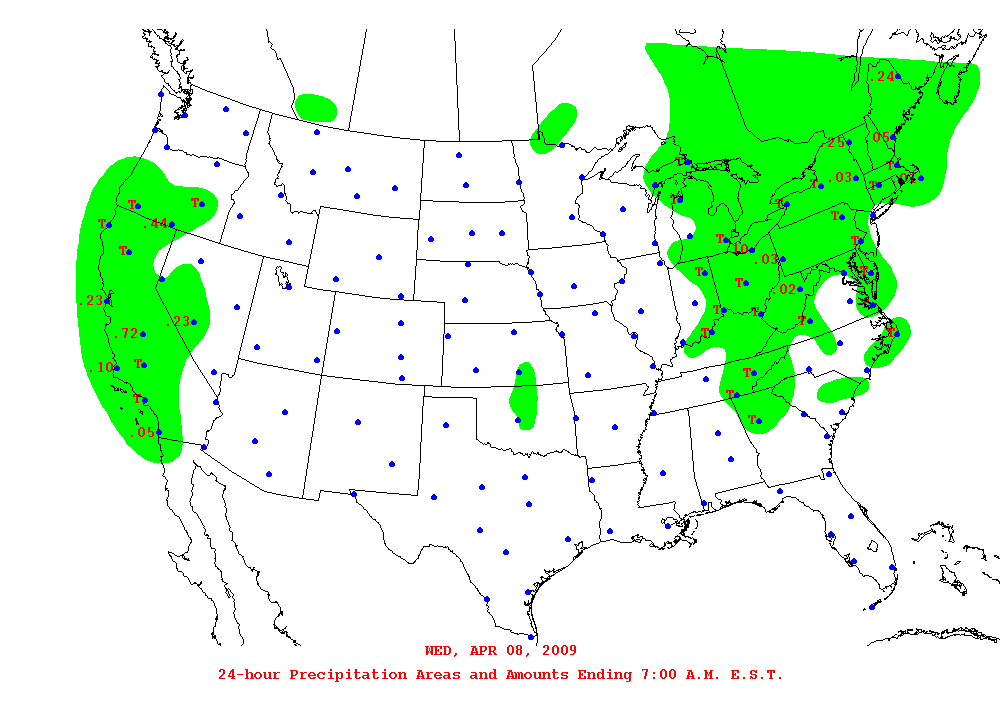 .24
.25 .05
T
T .03 T T .01
T T T T
T .44 T T
T T .10 .03
T T T
.23 .02
T T T
.23
.72 T T
.10 T T
T T
.05 T
WED, APR 08, 2009
24-hour Precipitation Areas and Amounts Ending 7:00 A.M. E.S.T.